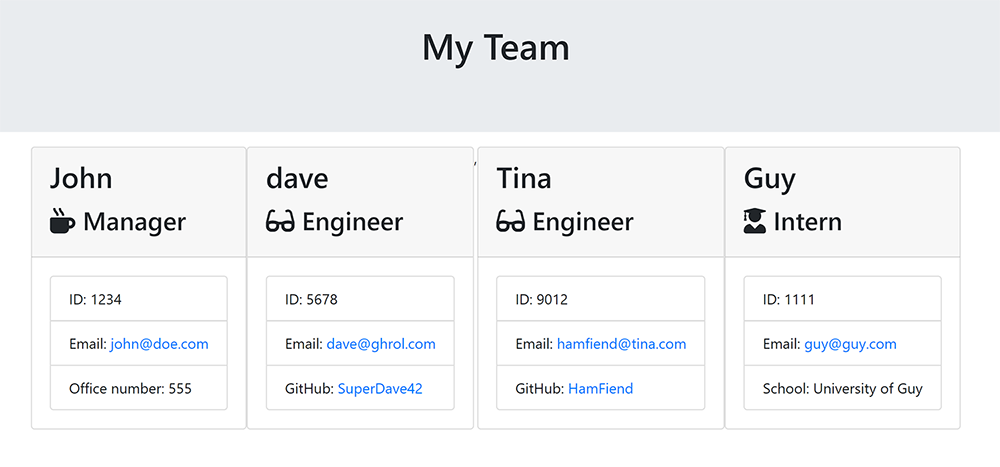 My Team
John
Manager
ID: 1234
Email: john@doe.com
Office number: 555
dave
Engineer
ID: 5678
Email: dave@ghrol.com
GitHub: SuperDave42
,
Tina
Engineer
ID: 9012
Email: hamfiend@tina.com
GitHub: HamFiend
Guy
Intern
ID: 1111
Email: guy@guy.com
School: University of Guy